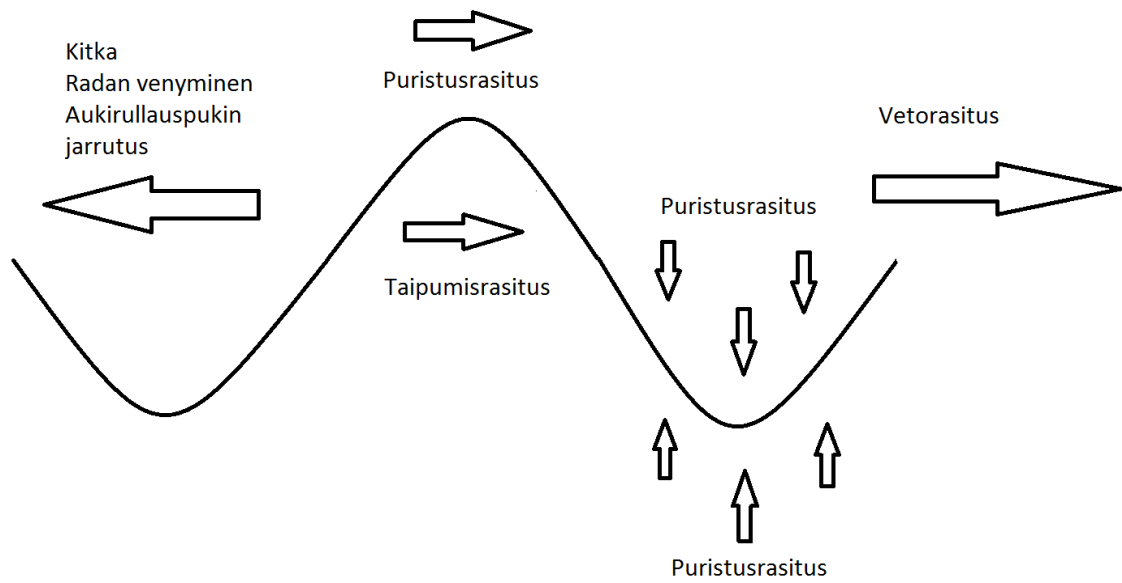 Kitka
Radan venyminen
Aukirullauspukin
jarrutus
Puristusrasitus
Taipumisrasitus
Puristusrasitus
Vetorasitus
Puristusrasitus